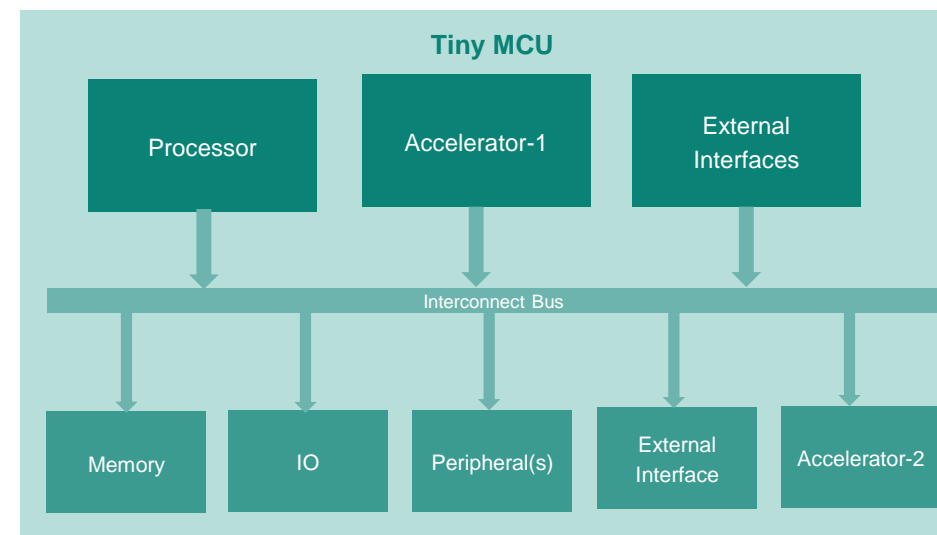 Tiny MCU
Processor
Accelerator-1
External
Interfaces
Interconnect Bus
Memory
IO
Peripheral(s)
External
Interface
Accelerator-2